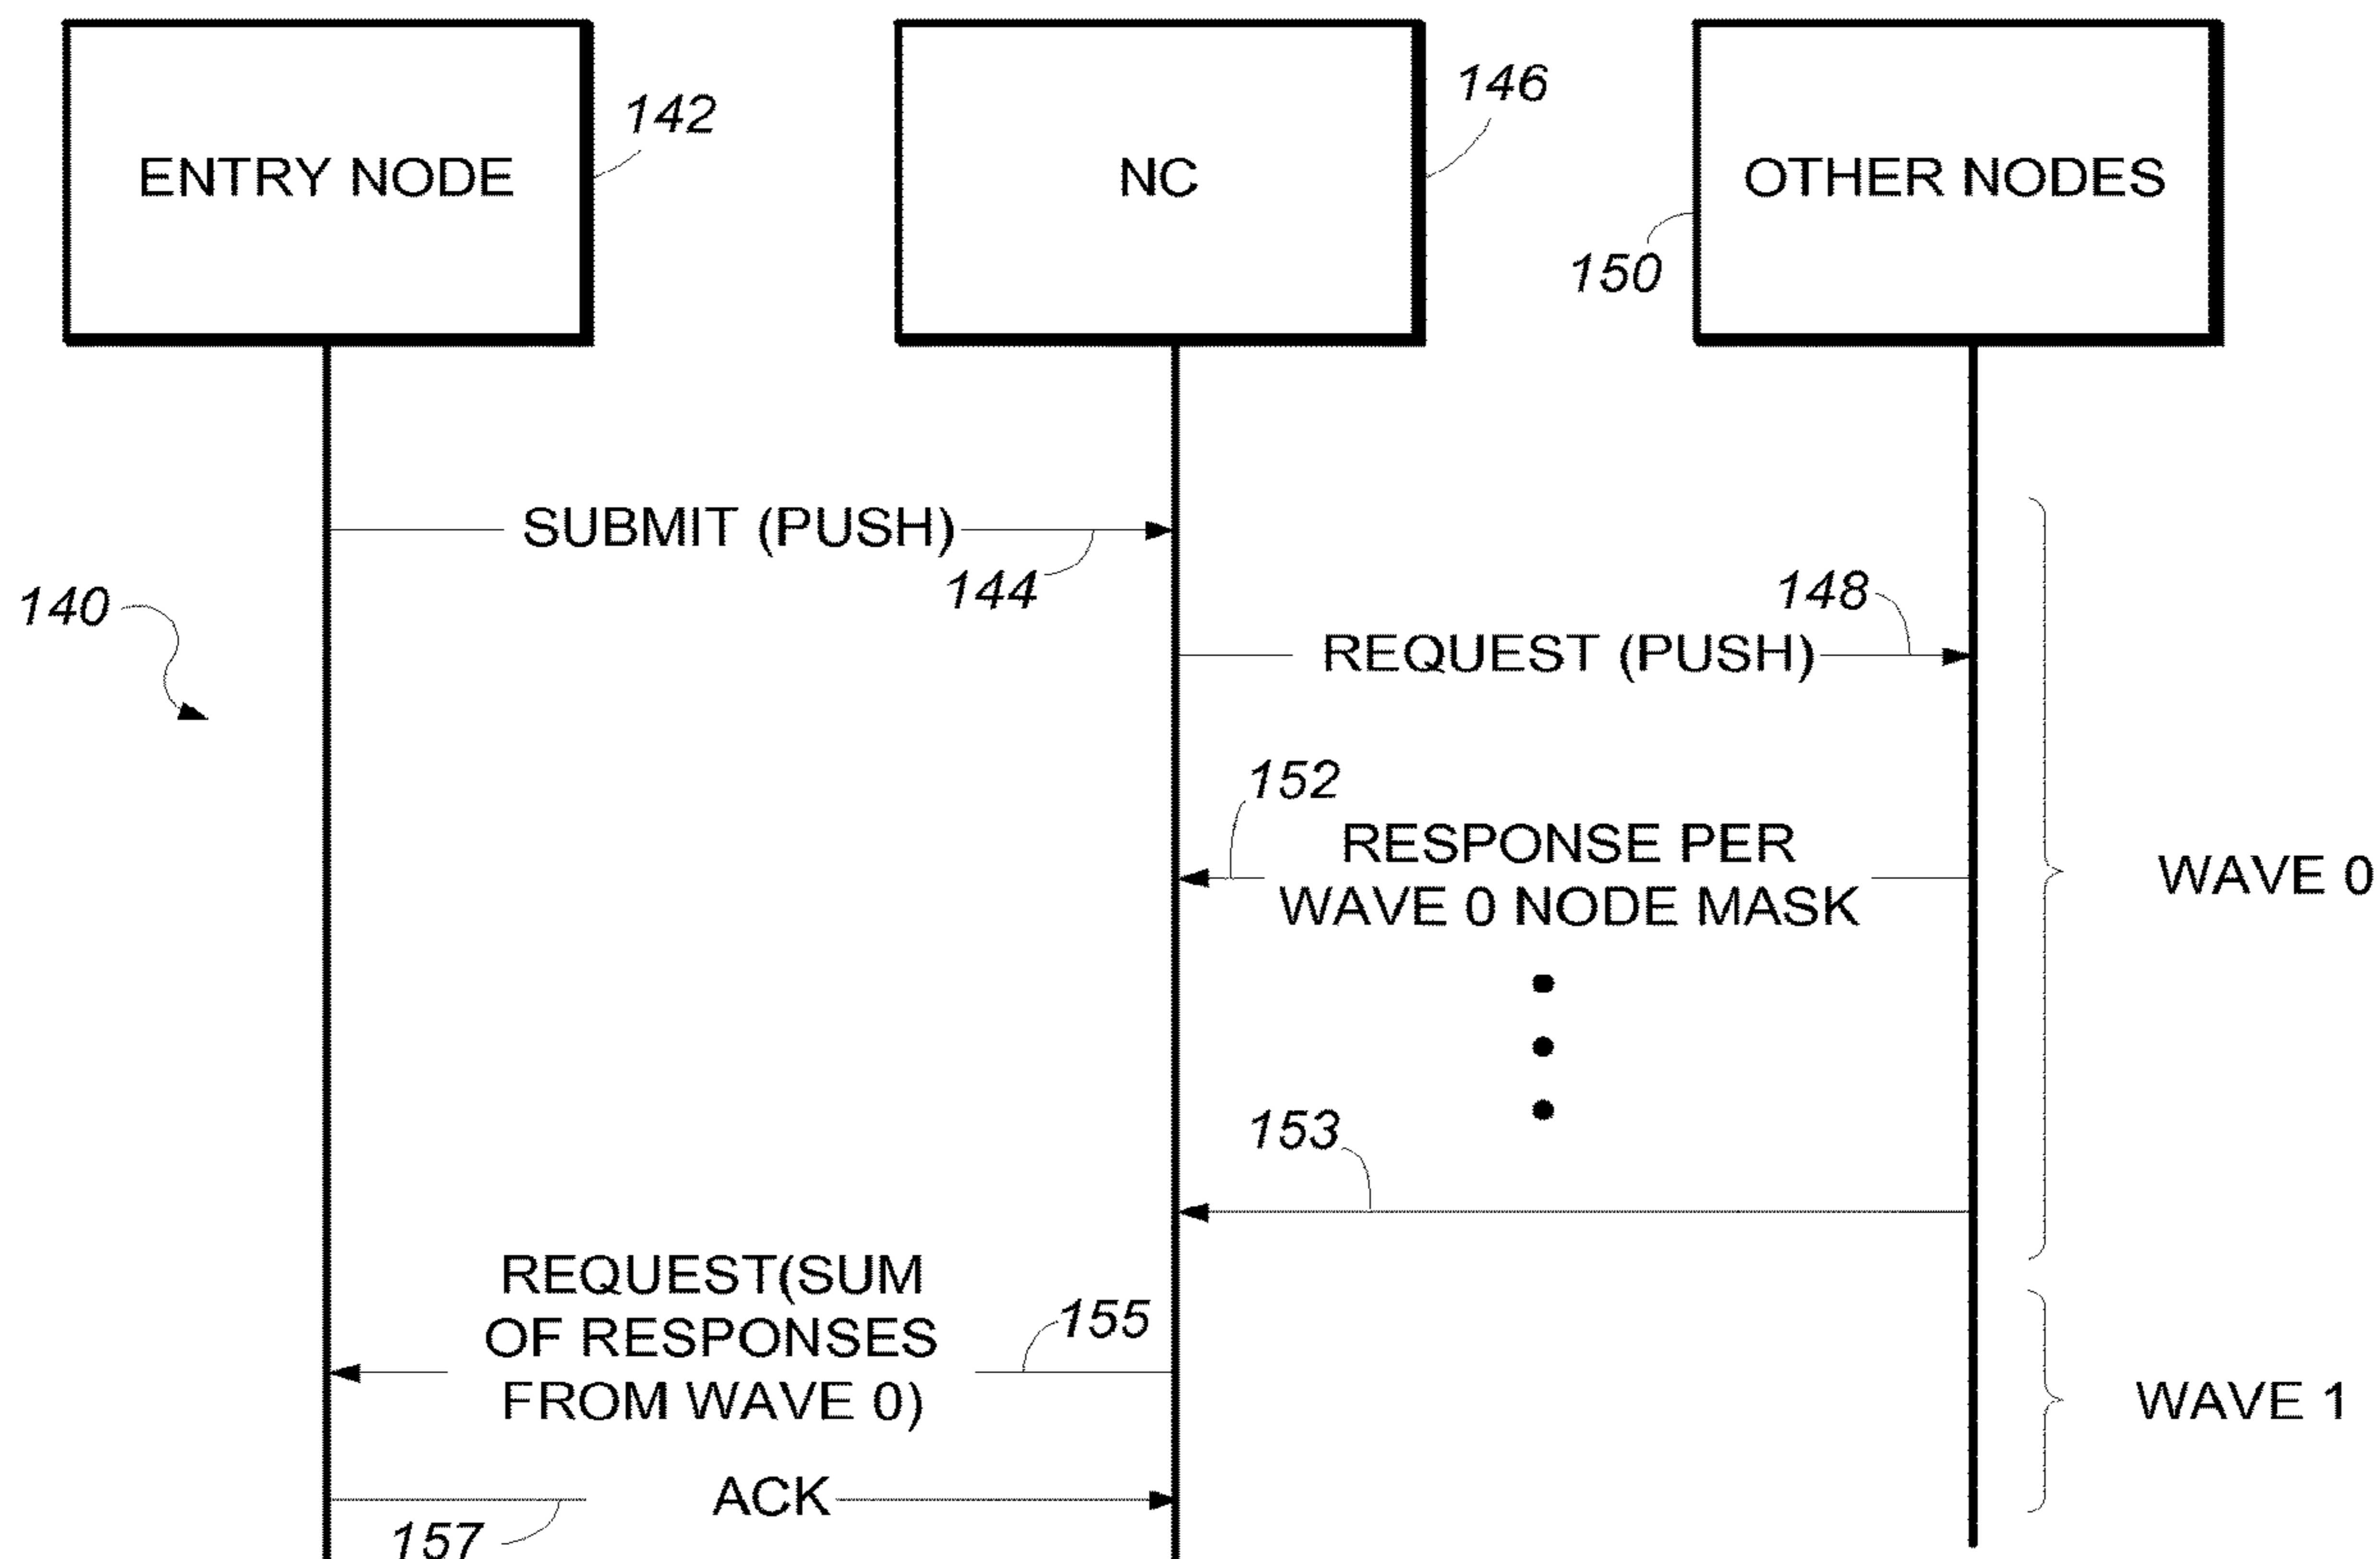 ENTRY NODE
142
NC
146
OTHER NODES
150
SUBMIT (PUSH)
144
140
148
REQUEST (PUSH)
152
RESPONSE PER
WAVE 0 NODE MASK
WAVE 0
153
REQUEST(SUM
OF RESPONSES
FROM WAVE 0)
155
WAVE 1
ACK
157